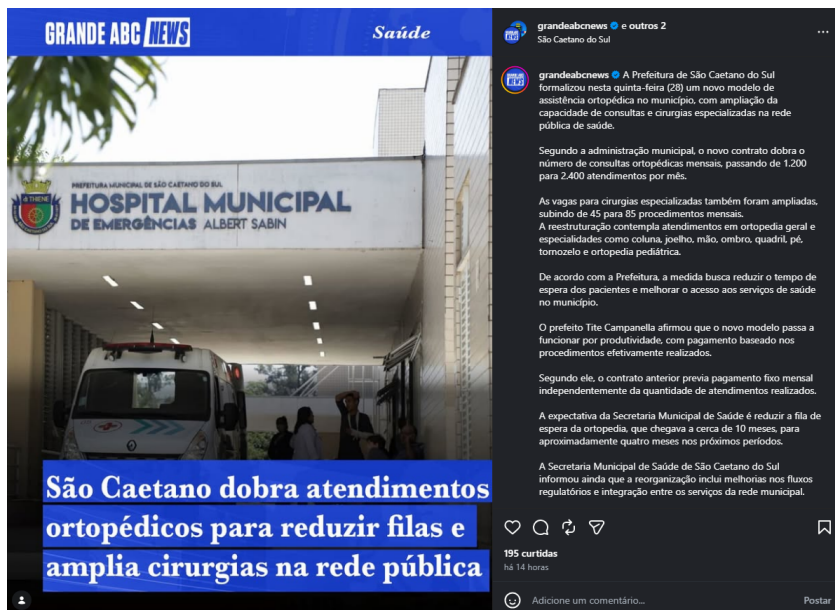 GRANDE ABC NEWS
Saúde
PREFEITURA MUNICIPAL DE SÃO CAETANO DO SUL
HOSPITAL MUNICIPAL
DE EMERGÊNCIAS ALBERT SABIN
São Caetano dobra atendimentos
ortopédicos para reduzir filas e
amplia cirurgias na rede pública
grandeabcnews e outros 2
São Caetano do Sul
grandeabcnews A Prefeitura de São Caetano do Sul
formalizou nesta quinta-feira (28) um novo modelo de
assistência ortopédica no município, com ampliação da
capacidade de consultas e cirurgias especializadas na rede
pública de saúde.
Segundo a administração municipal, o novo contrato dobra o
número de consultas ortopédicas mensais, passando de 1.200
para 2.400 atendimentos por mês.
As vagas para cirurgias especializadas também foram ampliadas,
subindo de 45 para 85 procedimentos mensais.
A reestruturação contempla atendimentos em ortopedia geral e
especialidades como coluna, joelho, mão, ombro, quadril, pé,
tornozelo e ortopedia pediátrica.
De acordo com a Prefeitura, a medida busca reduzir o tempo de
espera dos pacientes e melhorar o acesso aos serviços de saúde
no município.
O prefeito Tite Campanella afirmou que o novo modelo passa a
funcionar por produtividade, com pagamento baseado nos
procedimentos efetivamente realizados.
Segundo ele, o contrato anterior previa pagamento fixo mensal
independentemente da quantidade de atendimentos realizados.
A expectativa da Secretaria Municipal de Saúde é reduzir a fila de
espera da ortopedia, que chegava a cerca de 10 meses, para
aproximadamente quatro meses nos próximos períodos.
A Secretaria Municipal de Saúde de São Caetano do Sul
informou ainda que a reorganização inclui melhorias nos fluxos
regulatórios e integração entre os serviços da rede municipal.
195 curtidas
há 14 horas
Adicione um comentário...
Postar